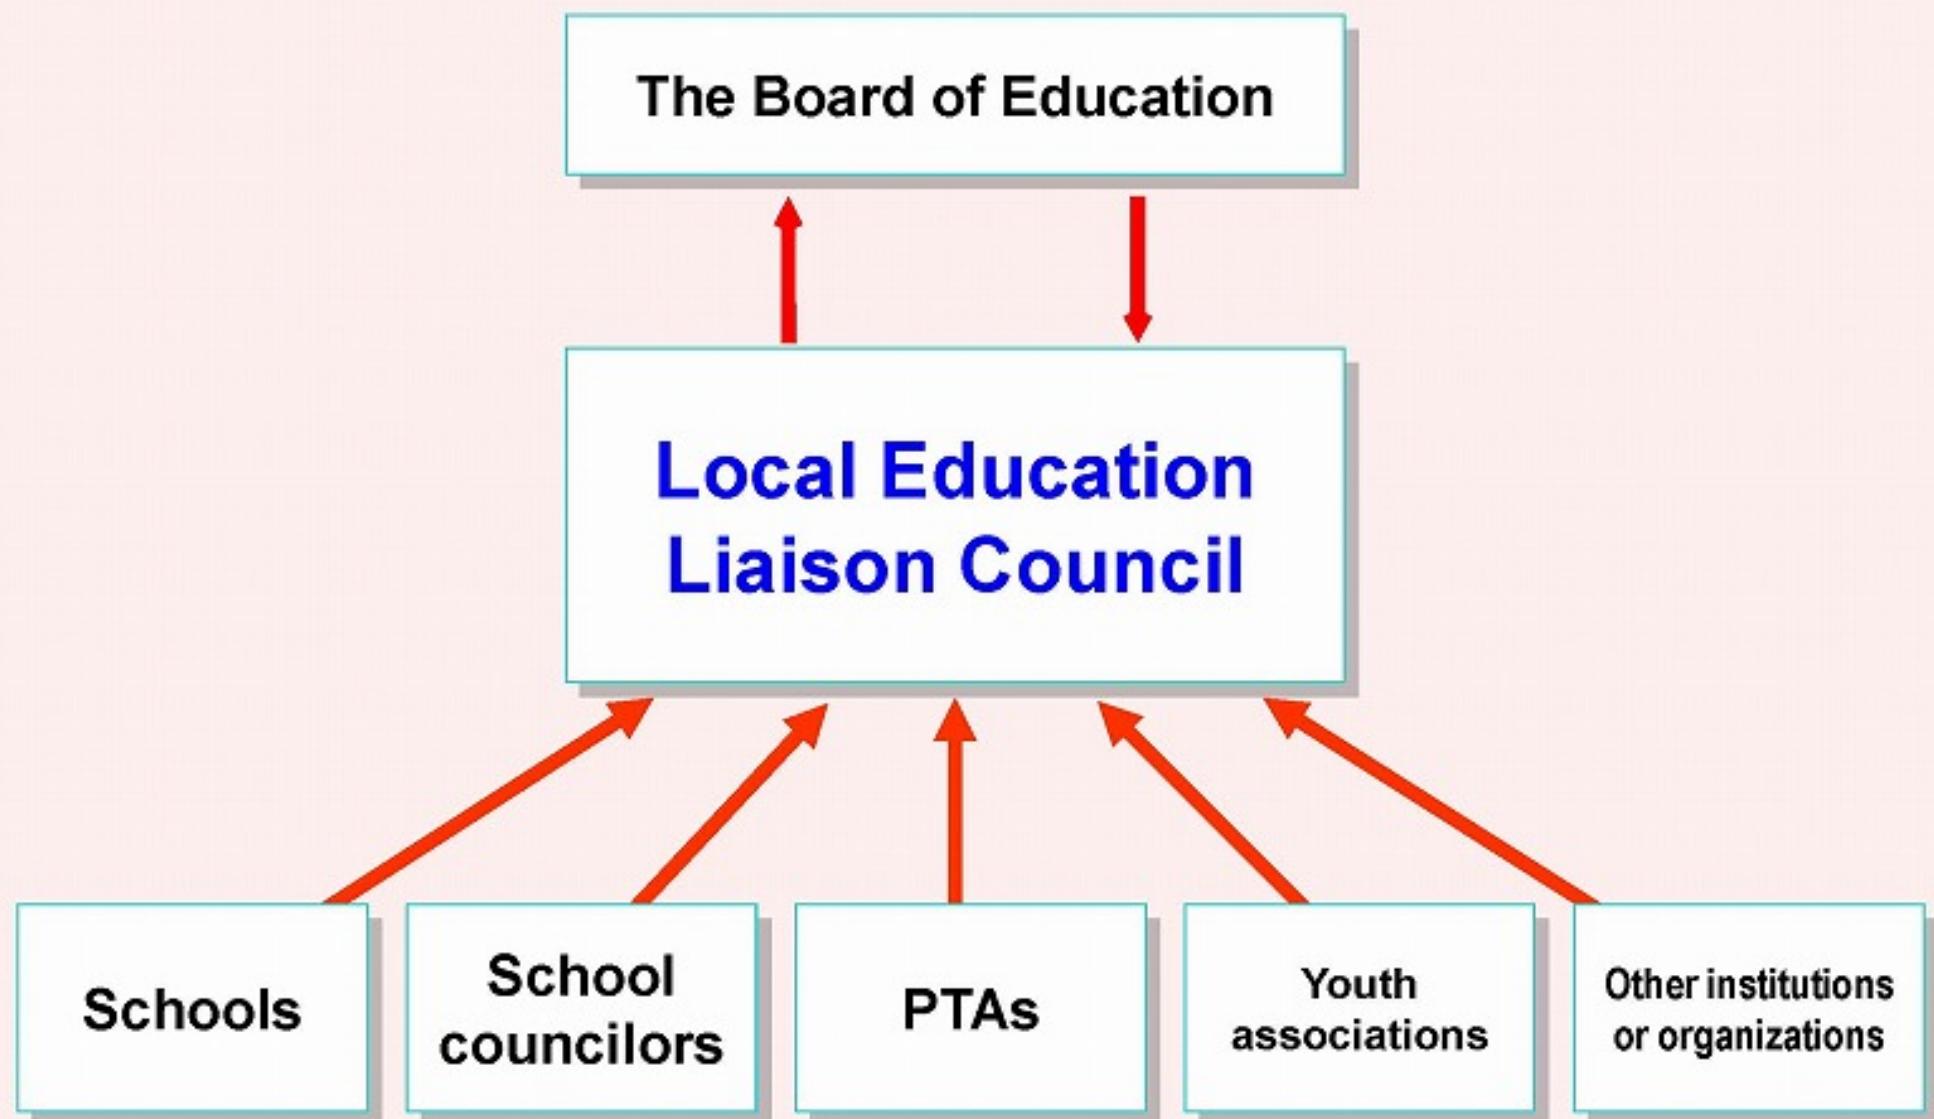 The Board of Education
Local Education
Liaison Council
Schools
School
councilors
PTAs
Youth
associations
Other institutions
or organizations